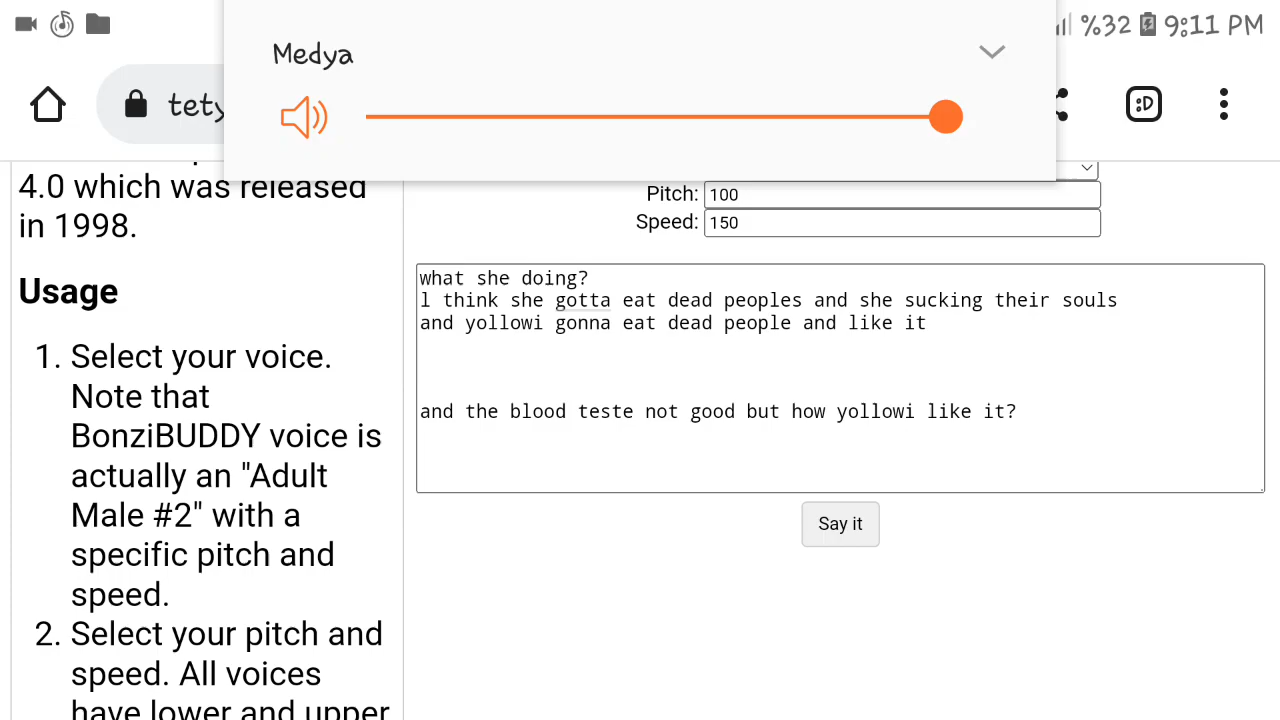 Medya
%32 9:11 PM
tety
:D
4.0 which was released
in 1998.
Usage
1. Select your voice.
Note that
BonziBUDDY voice is
actually an "Adult
Male #2" with a
specific pitch and
speed.
2. Select your pitch and
speed. All voices
have lower and upper
Pitch: 100
Speed: 150
what she doing?
l think she gotta eat dead peoples and she sucking their souls
and yollowi gonna eat dead people and like it
and the blood teste not good but how yollowi like it?
Say it